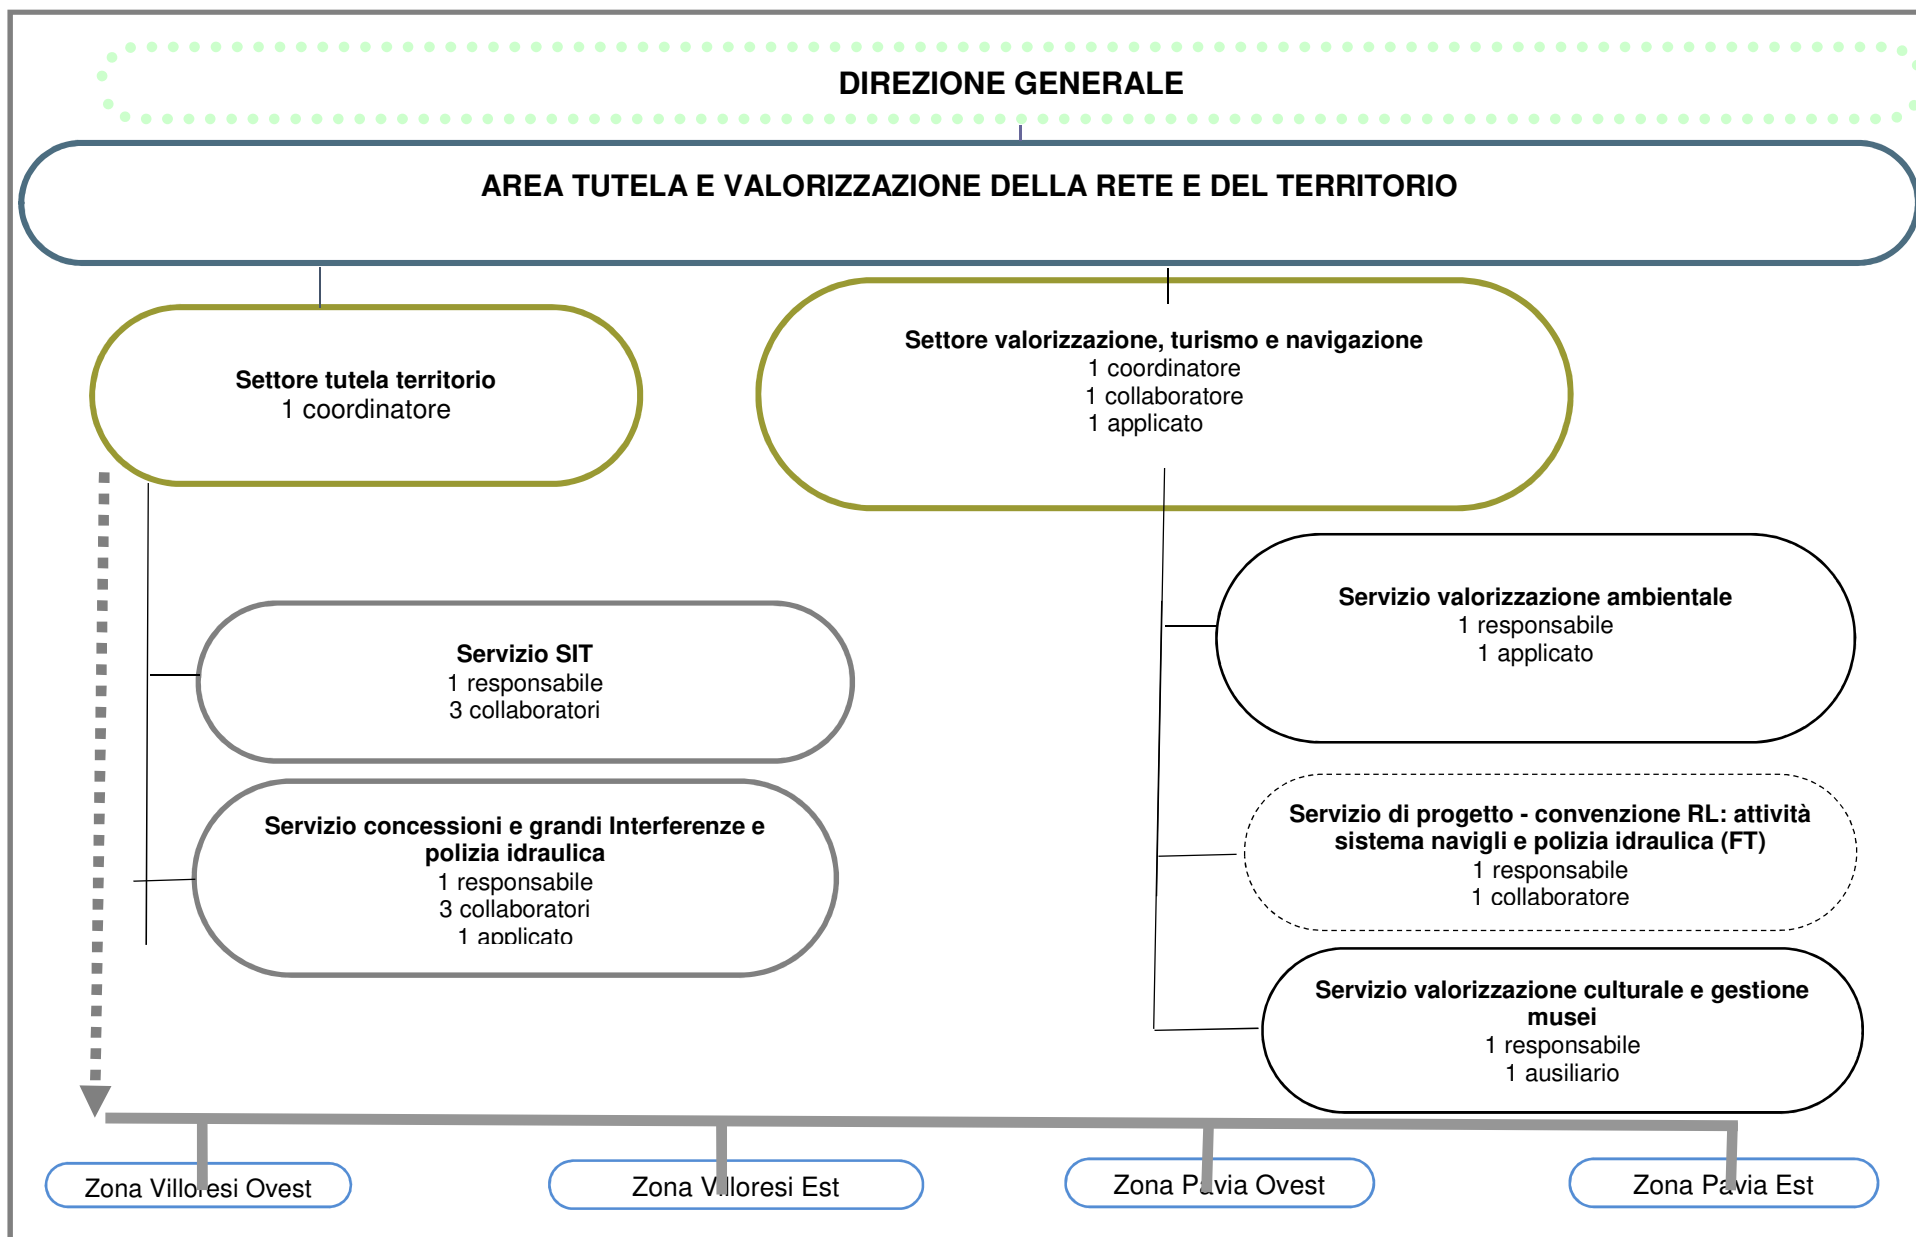 DIREZIONE GENERALE
AREA TUTELA E VALORIZZAZIONE DELLA RETE E DEL TERRITORIO
Settore tutela territorio
1 coordinatore
Settore valorizzazione, turismo e navigazione
1 coordinatore
1 collaboratore
1 applicato
Servizio SIT
1 responsabile
3 collaboratori
Servizio concessioni e grandi Interferenze e
polizia idraulica
1 responsabile
3 collaboratori
1 applicato
Servizio valorizzazione ambientale
1 responsabile
1 applicato
Servizio di progetto - convenzione RL: attività
sistema navigli e polizia idraulica (FT)
1 responsabile
1 collaboratore
Servizio valorizzazione culturale e gestione
musei
1 responsabile
1 ausiliario
Zona Villoresi Ovest
Zona Villoresi Est
Zona Pavia Ovest
Zona Pavia Est